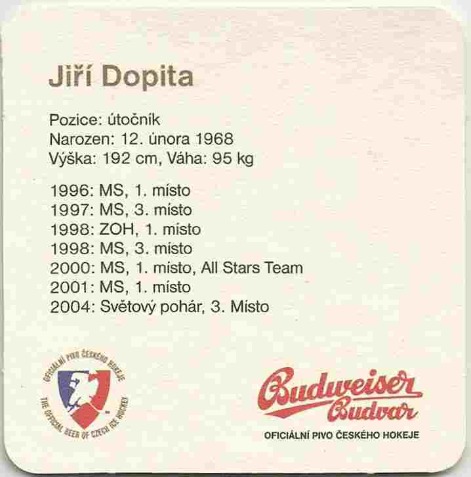 Jiří Dopita
Pozice: útočník
Narozen: 12. února 1968
Výška: 192 cm, Váha: 95 kg
1996: MS, 1. místo
1997: MS, 3. místo
1998: ZOH, 1. místo
1998: MS, 3. místo
2000: MS, 1. místo, All Stars Team
2001: MS, 1. místo
2004: Světový pohár, 3. Místo
OFICIÁLNÍ PIVO ČESKÉHO HOKEJE
THE OFFICIAL BEER OF CZECH ICE HOCKEY
Budweiser
Budvar
OFICIÁLNÍ PIVO ČESKÉHO HOKEJE